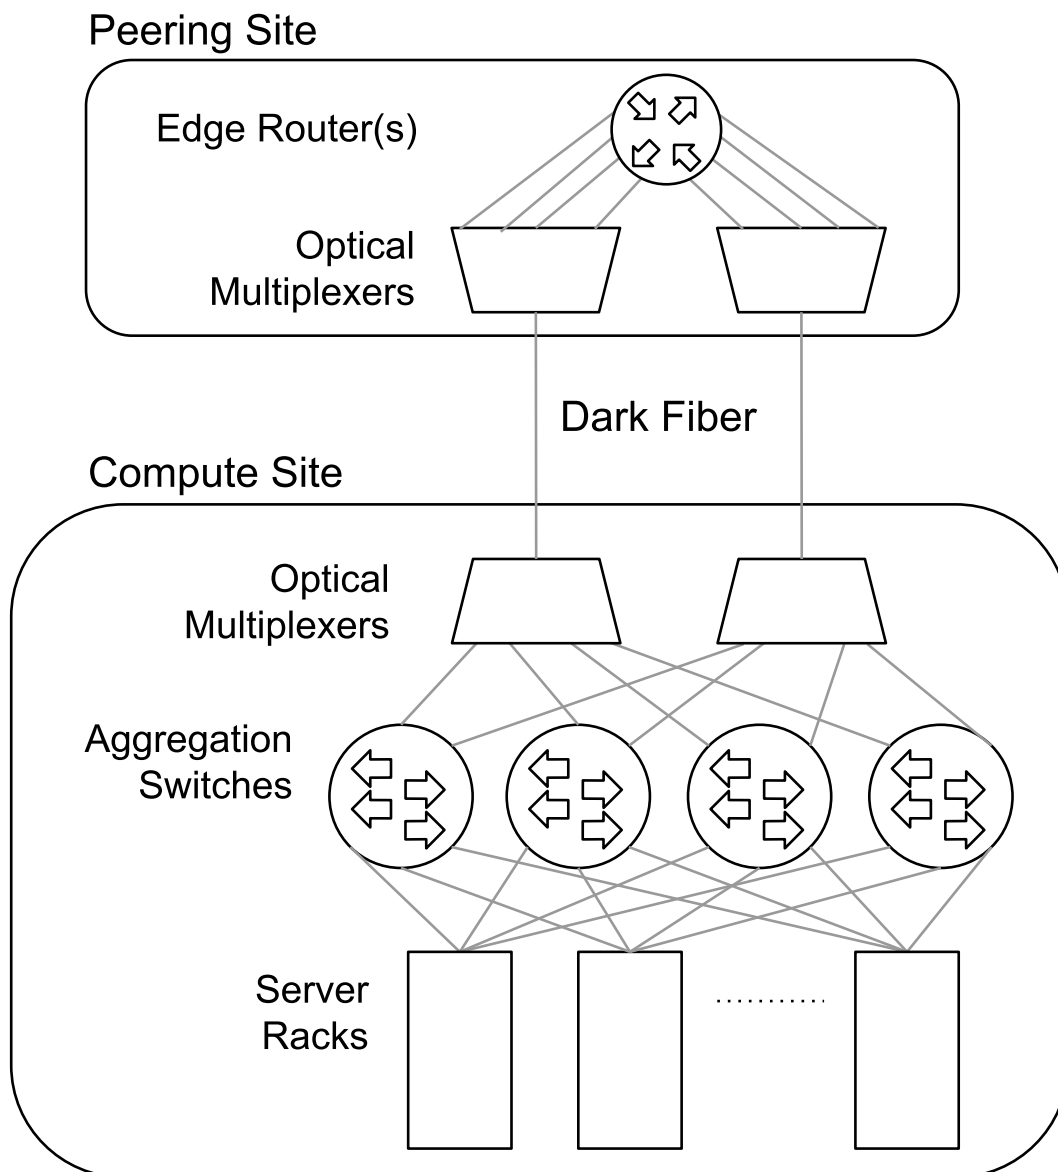 Peering Site
Edge Router(s)
Optical
Multiplexers
Dark Fiber
Compute Site
Optical
Multiplexers
Aggregation
Switches
Server
Racks